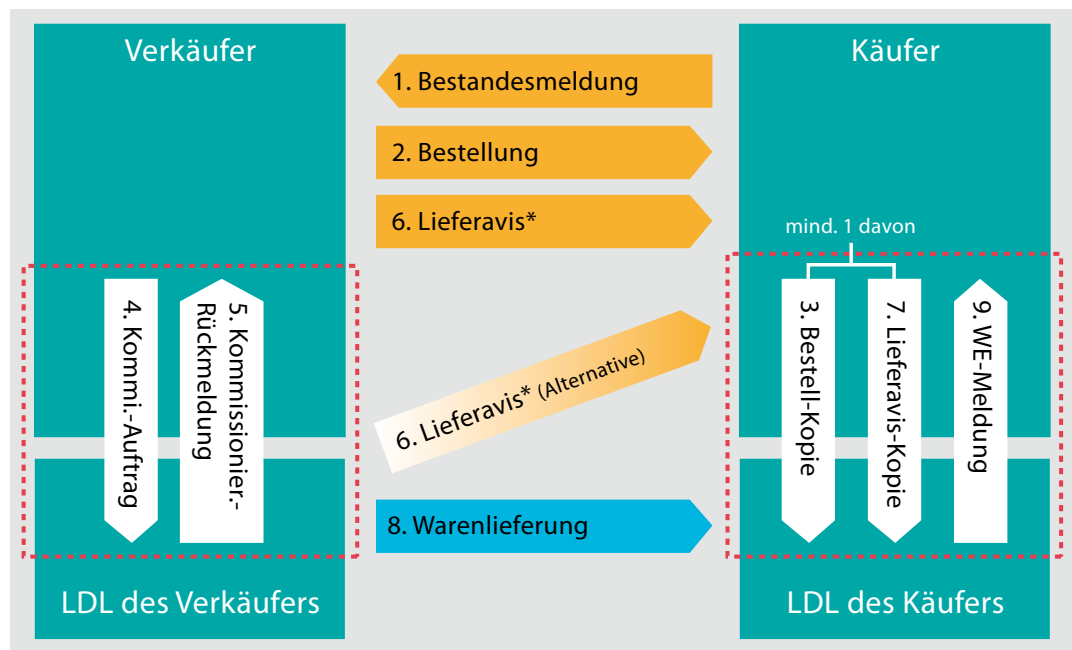 Verkäufer
Käufer
1. Bestandesmeldung
2. Bestellung
6. Lieferavis*
mind. 1 davon
4. Kommi.-Auftrag
5. Kommissionier.-
Rückmeldung
3. Bestell-Kopie
7. Lieferavis-Kopie
9. WE-Meldung
6. Lieferavis* (Alternative)
8. Warenlieferung
LDL des Verkäufers
LDL des Käufers